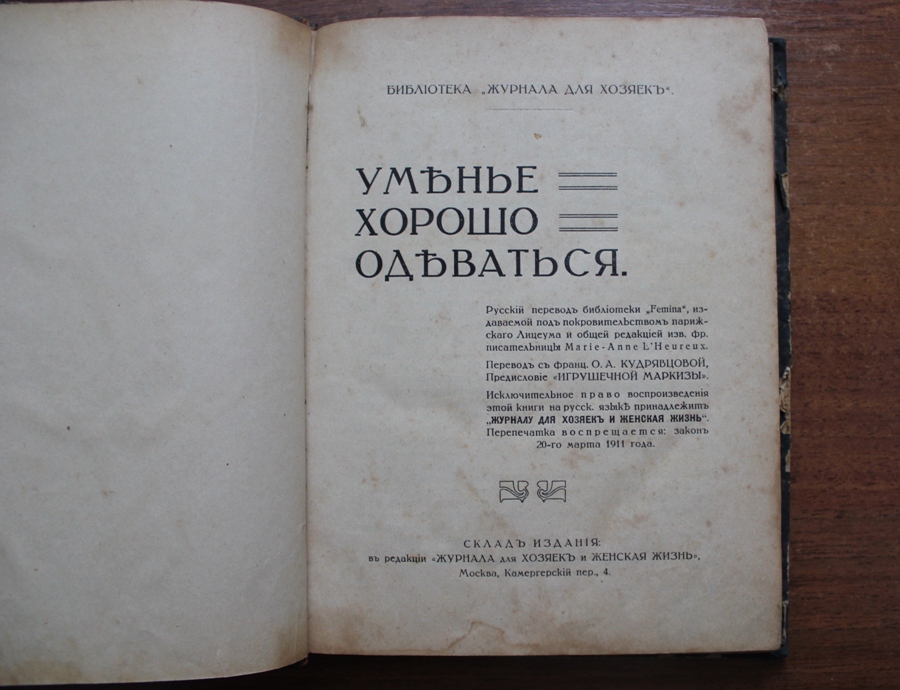 БИБЛІОТЕКА „ЖУРНАЛА ДЛЯ ХОЗЯЕКЪ“.
УМѢНЬЕ
ХОРОШО
ОДѢВАТЬСЯ.
Русскій переводъ библіотеки „Femina“, из-
даваемой подъ покровительствомъ париж-
скаго Лицеума и общей редакціей изв. фр.
писательницы Marie-Anne L'Heureux.
Переводъ съ франц. О. А. КУДРЯВЦОВОЙ,
Предисловіе «ИГРУШЕЧНОЙ МАРКИЗЫ».
Исключительное право воспроизведенія
этой книги на русск. языкѣ принадлежитъ
„ЖУРНАЛУ ДЛЯ ХОЗЯЕКЪ И ЖЕНСКАЯ ЖИЗНЬ“.
Перепечатка воспрещается: законъ
20-го марта 1911 года.
СКЛАДЪ ИЗДАНІЯ:
въ редакціи «ЖУРНАЛА для ХОЗЯЕКЪ и ЖЕНСКАЯ ЖИЗНЬ».
Москва, Камергерскій пер., 4.